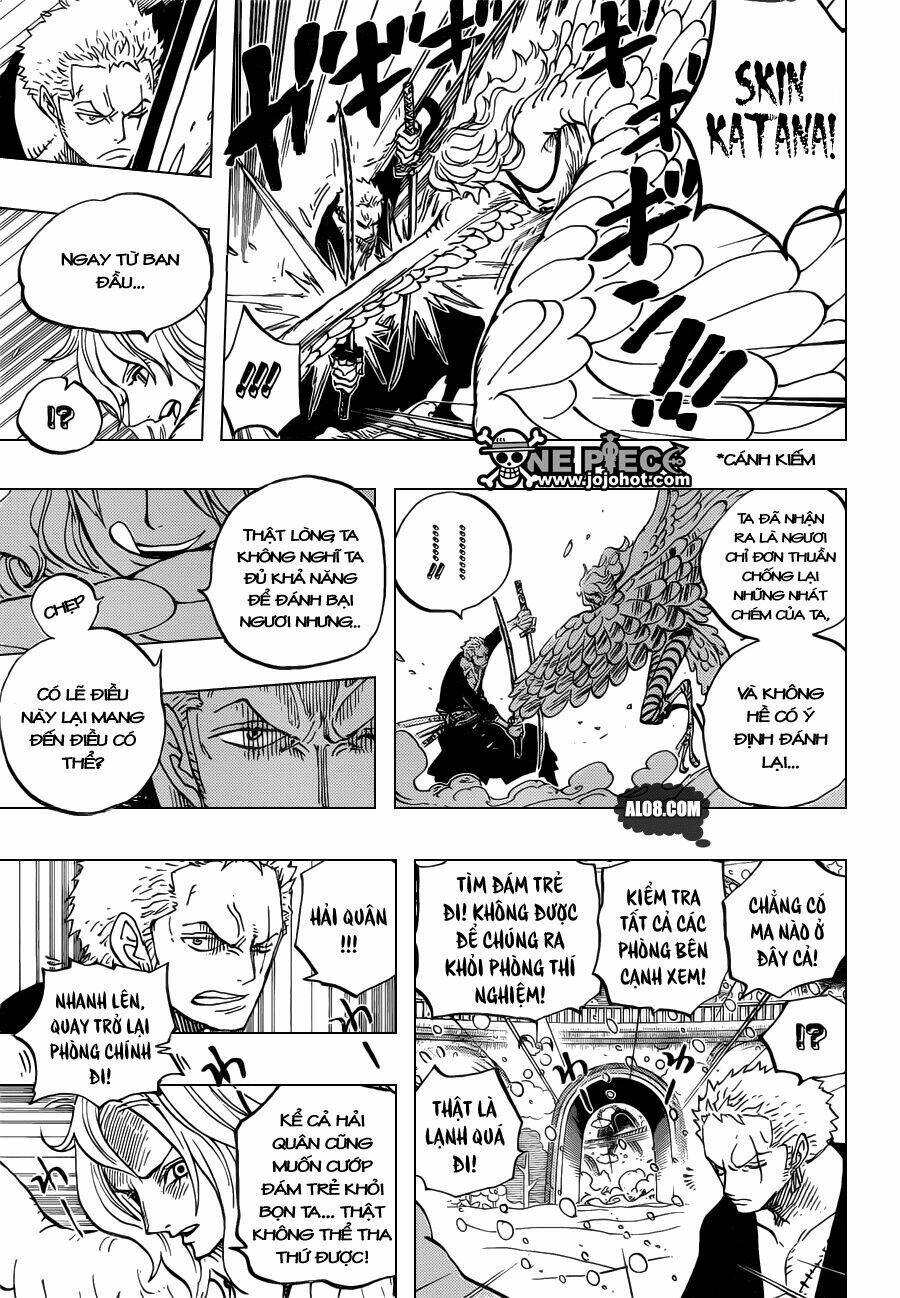 SKIN
KATANA!
ギギギギギ!!!
!!!
*CÁNH KIẾM
NGAY TỪ BAN
ĐẦU...
!?
ONE PIECE
www.jojohot.com
TA ĐÃ NHẬN
RA LÀ NGƯƠI
CHỈ ĐƠN THUẦN
CHỐNG LẠI
NHỮNG NHÁT
CHÉM CỦA TA,
VÀ KHÔNG
HỀ CÓ Ý
ĐỊNH ĐÁNH
LẠI...
THẬT LÒNG TA
KHÔNG NGHĨ TA
ĐỦ KHẢ NĂNG
ĐỂ ĐÁNH BẠI
NGƯƠI NHƯNG...
CHẸP
CÓ LẼ ĐIỀU
NÀY LẠI MANG
ĐẾN ĐIỀU CÓ
THỂ?
ALO8.COM
CHẲNG CÓ
MA NÀO Ở
ĐÂY CẢ!
KIỂM TRA
TẤT CẢ CÁC
PHÒNG BÊN
CẠNH XEM!
TÌM ĐÁM TRẺ
ĐI! KHÔNG ĐƯỢC
ĐỂ CHÚNG RA
KHỎI PHÒNG THÍ
NGHIỆM!
!?
THẬT LÀ
LẠNH QUÁ
ĐI!
HẢI QUÂN
!!!
NHANH LÊN,
QUAY TRỞ LẠI
PHÒNG CHÍNH
ĐI!
KỂ CẢ HẢI
QUÂN CŨNG
MUỐN CƯỚP
ĐÁM TRẺ KHỎI
BỌN TA... THẬT
KHÔNG THỂ THA
THỨ ĐƯỢC!